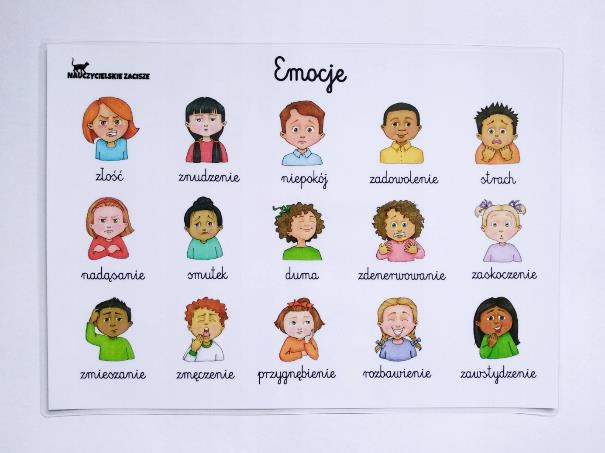 NAUCZYCIELSKIE ZACISZE
Emocje
złość znudzenie niepokój zadowolenie strach
nadąsanie smutek duma zdenerwowanie zaskoczenie
zmieszanie zmęczenie przygnębienie rozbawienie zawstydzenie